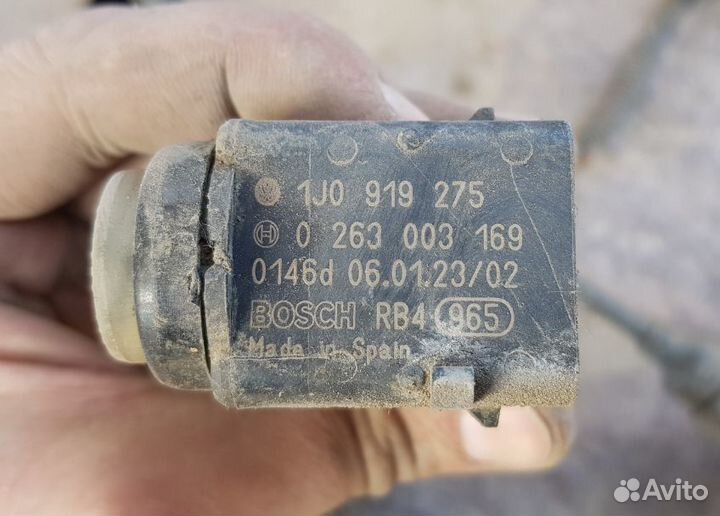 1J0 919 275
0 263 003 169
0146d 06.01.23/02
BOSCH RB4 965
Made in Spain
Avito